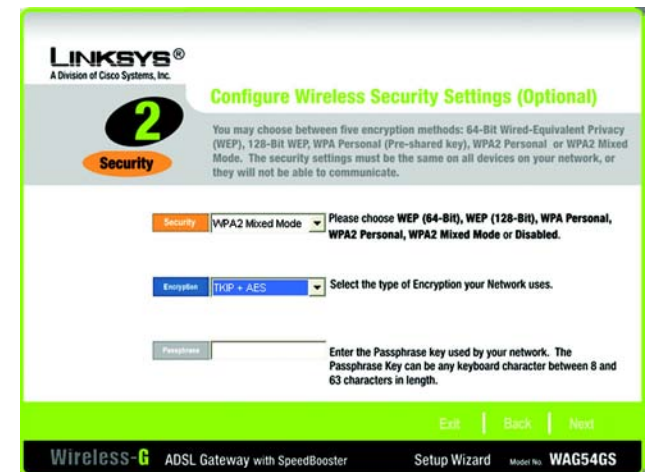 LINKSYS®
A Division of Cisco Systems, Inc.
2
Security
Configure Wireless Security Settings (Optional)
You may choose between five encryption methods: 64-Bit Wired-Equivalent Privacy
(WEP), 128-Bit WEP, WPA Personal (Pre-shared key), WPA2 Personal or WPA2 Mixed
Mode. The security settings must be the same on all devices on your network, or
they will not be able to communicate.
Security
WPA2 Mixed Mode
Please choose WEP (64-Bit), WEP (128-Bit), WPA Personal,
WPA2 Personal, WPA2 Mixed Mode or Disabled.
Encryption
TKIP + AES
Select the type of Encryption your Network uses.
Passphrase
Enter the Passphrase key used by your network. The
Passphrase Key can be any keyboard character between 8 and
63 characters in length.
Exit | Back | Next
Wireless-G ADSL Gateway with SpeedBooster Setup Wizard Model No. WAG54GS